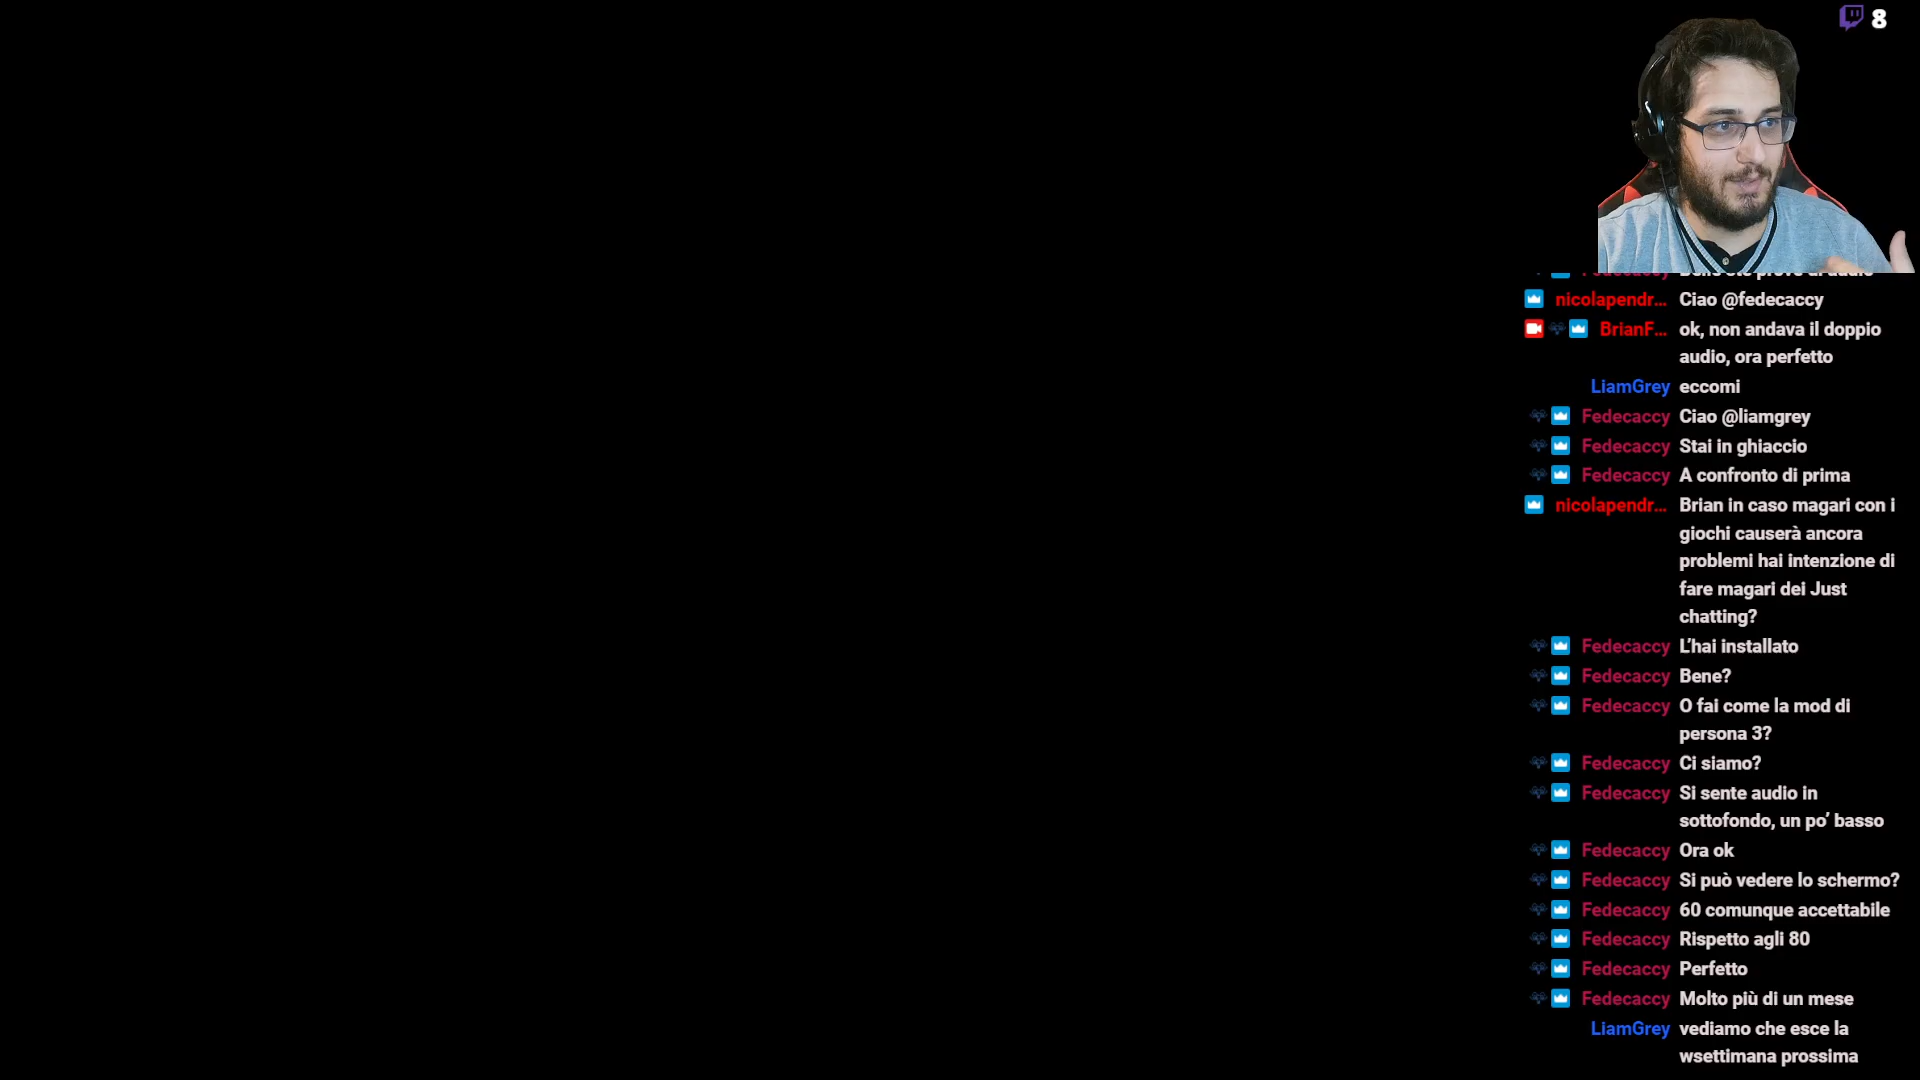 8
nicolapendr... Ciao @fedecaccy
BrianF... ok, non andava il doppio
audio, ora perfetto
LiamGrey eccomi
Fedecaccy Ciao @liamgrey
Fedecaccy Stai in ghiaccio
Fedecaccy A confronto di prima
nicolapendr... Brian in caso magari con i
giochi causerà ancora
problemi hai intenzione di
fare magari dei Just
chatting?
Fedecaccy L'hai installato
Fedecaccy Bene?
Fedecaccy O fai come la mod di
persona 3?
Fedecaccy Ci siamo?
Fedecaccy Si sente audio in
sottofondo, un po' basso
Fedecaccy Ora ok
Fedecaccy Si può vedere lo schermo?
Fedecaccy 60 comunque accettabile
Fedecaccy Rispetto agli 80
Fedecaccy Perfetto
Fedecaccy Molto più di un mese
LiamGrey vediamo che esce la
wsettimana prossima